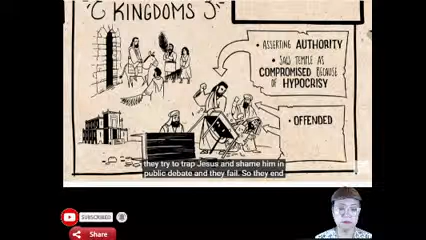 KINGDOMS
• ASSERTING AUTHORITY
• SAW TEMPLE AS
COMPROMISED BECAUSE
OF HYPOCRISY
• OFFENDED
they try to trap Jesus and shame him in
public debate and they fail. So they end
SUBSCRIBED
Share